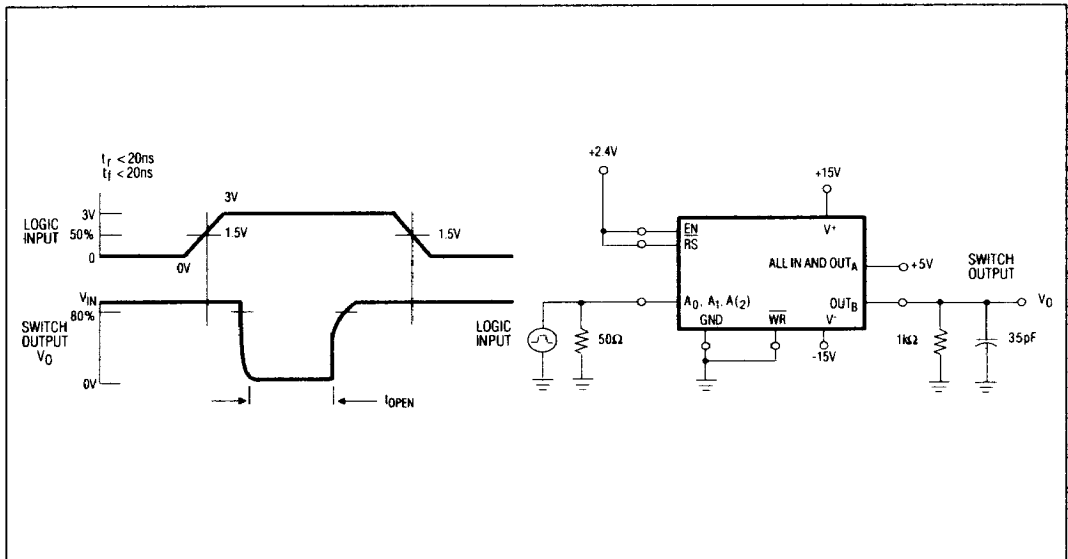 tr < 20ns
tf < 20ns
LOGIC
INPUT
3V
50%
0
3V
1.5V
0V
1.5V
SWITCH
OUTPUT
VO
VIN
80%
0V
tOPEN
+2.4V
+15V
EN
RS
V+
ALL IN AND OUTA
+5V
SWITCH
OUTPUT
A0, A1, A(2)
OUTB
VO
GND
WR
V-
-15V
LOGIC
INPUT
50Ω
1kΩ
35pF